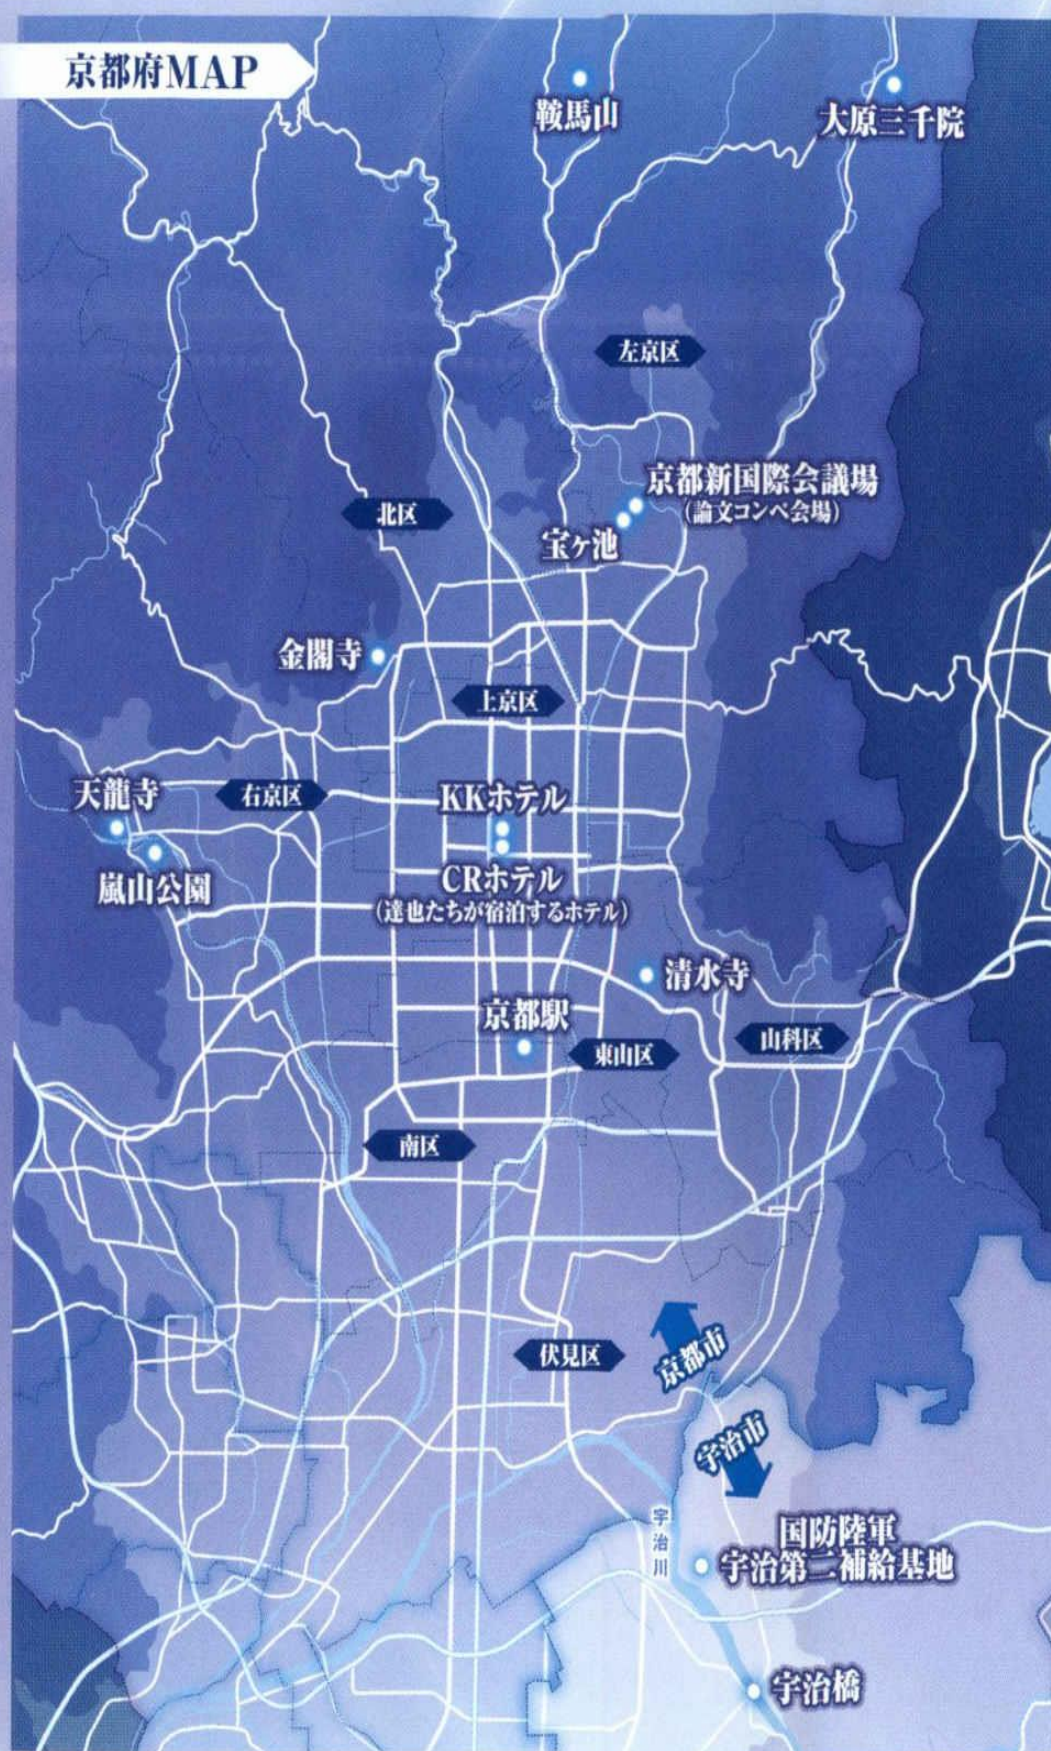 京都府MAP
鞍馬山
大原三千院
左京区
京都新国際会議場
(論文コンペ会場)
北区
宝ヶ池
金閣寺
上京区
天龍寺
右京区
KKホテル
嵐山公園
CRホテル
(達也たちが宿泊するホテル)
清水寺
京都駅
東山区
山科区
南区
伏見区
京都市
宇治市
宇治川
国防陸軍
宇治第二補給基地
宇治橋